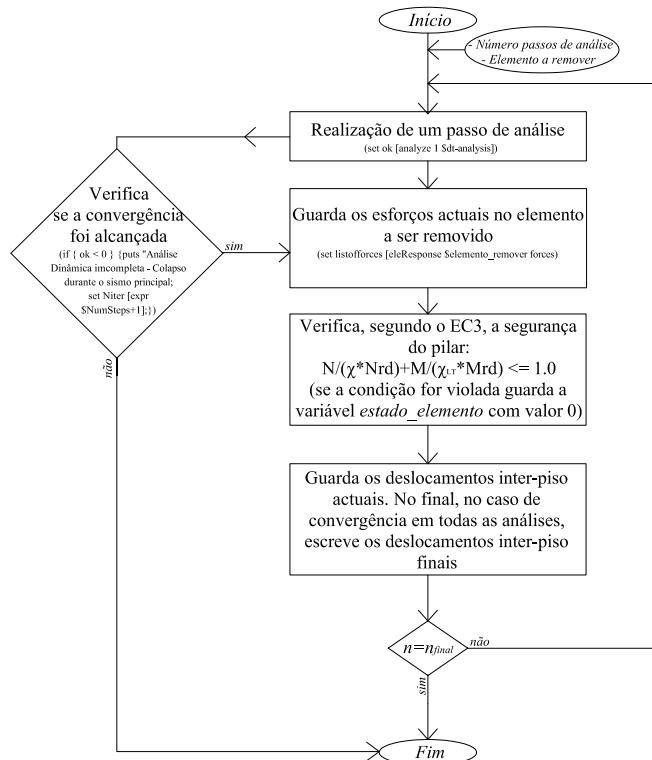 Início
- Número passos de análise
- Elemento a remover
Realização de um passo de análise
(set ok [analyze 1 $dt-analysis])
Verifica
se a convergência
foi alcançada
(if { ok < 0 } {puts "Análise
Dinâmica imcompleta - Colapso
durante o sismo principal;
set Niter [expr
$NumSteps+1];})
sim
não
Guarda os esforços actuais no elemento
a ser removido
(set listofforces [eleResponse $elemento_remover forces)
Verifica, segundo o EC3, a segurança
do pilar:
N/(χ*Nrd)+M/(χLT*Mrd) <= 1.0
(se a condição for violada guarda a
variável estado_elemento com valor 0)
Guarda os deslocamentos inter-piso
actuais. No final, no caso de
convergência em todas as análises,
escreve os deslocamentos inter-piso
finais
n=nfinal
não
sim
Fim